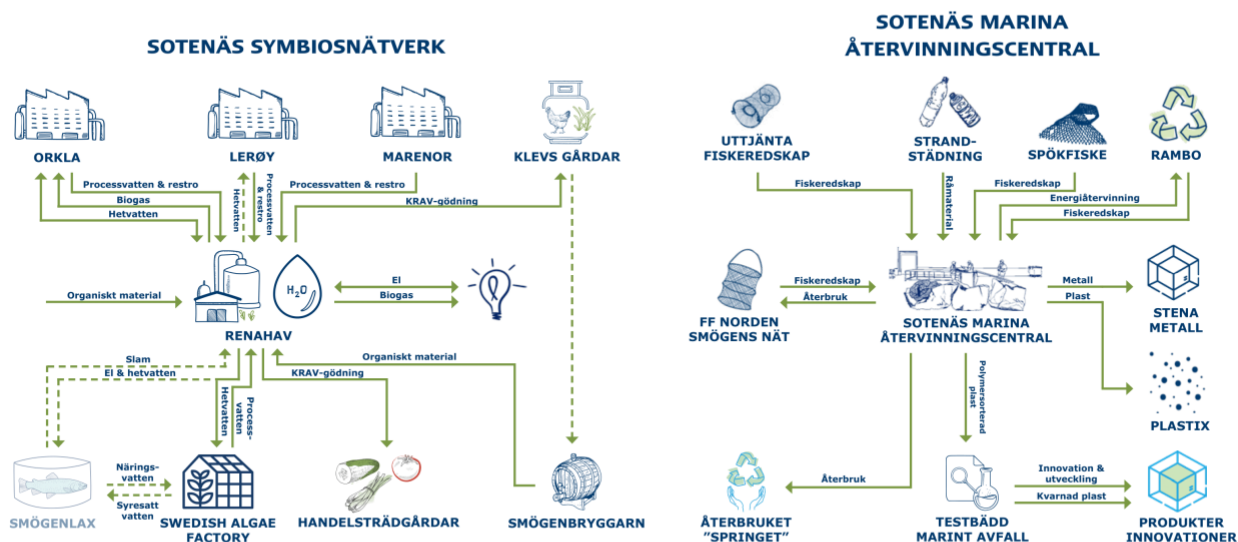 SOTENÄS SYMBIOSNÄTVERK
ORKLA
LERØY
MARENOR
KLEVS GÅRDAR
Processvatten & restro
Biogas
Hetvatten
Hetvatten
Processvatten
& restro
Processvatten & restro
KRAV-gödning
Organiskt material
H₂O
El
Biogas
RENAHAV
Slam
El & hetvatten
Hetvatten
Process-
vatten
KRAV-gödning
Organiskt material
Närings-
vatten
Syresatt
vatten
SMÖGENLAX
SWEDISH ALGAE
FACTORY
HANDELSTRÄDGÅRDAR
SMÖGENBRYGGARN
SOTENÄS MARINA
ÅTERVINNINGSCENTRAL
UTTJÄNTA
FISKEREDSKAP
STRAND-
STÄDNING
SPÖKFISKE
RAMBO
Fiskeredskap
Råmaterial
Fiskeredskap
Energiåtervinning
Fiskeredskap
Fiskeredskap
Återbruk
FF NORDEN
SMÖGENS NÄT
SOTENÄS MARINA
ÅTERVINNINGSCENTRAL
Metall
Plast
STENA
METALL
PLASTIX
Polymersorterad
plast
Återbruk
ÅTERBRUKET
”SPRINGET”
TESTBÄDD
MARINT AVFALL
Innovation &
utveckling
Kvarnad plast
PRODUKTER
INNOVATIONER